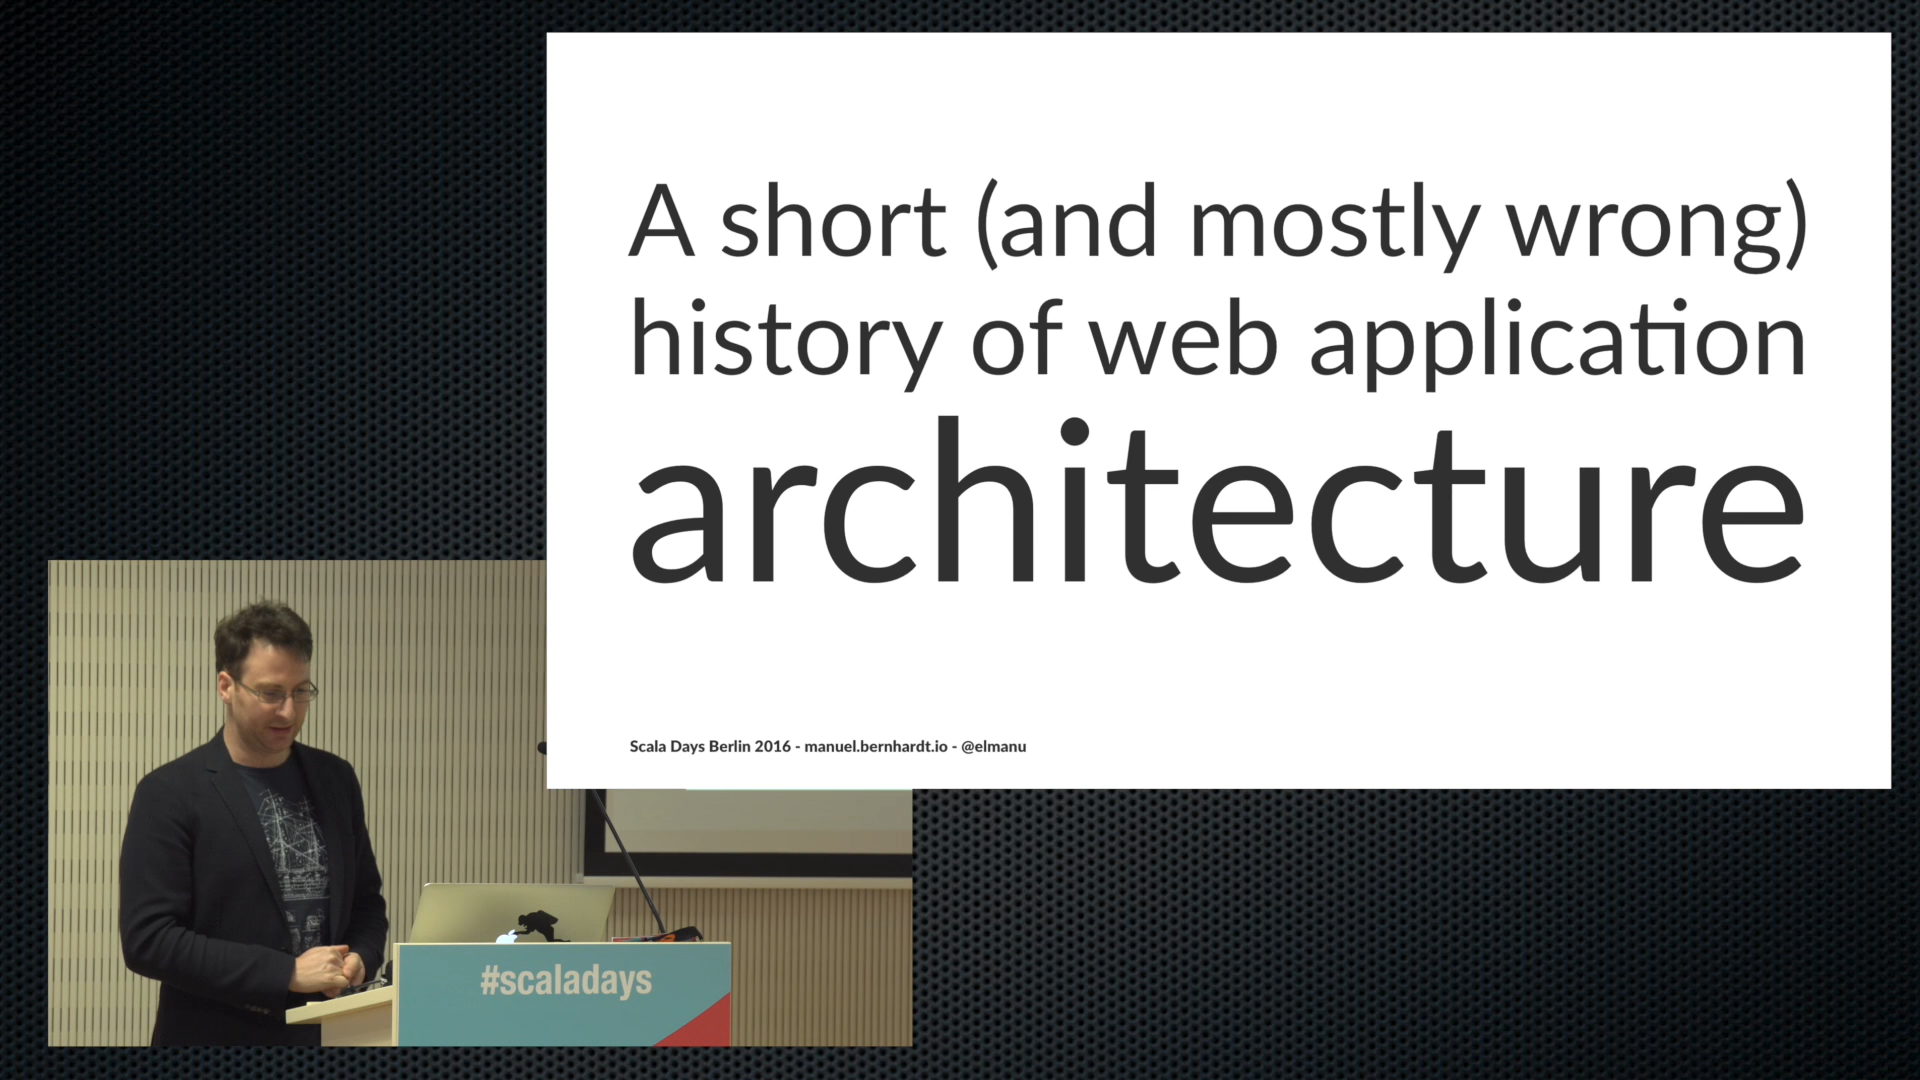 A short (and mostly wrong)
history of web application
architecture
Scala Days Berlin 2016 - manuel.bernhardt.io - @elmanu
#scaladays